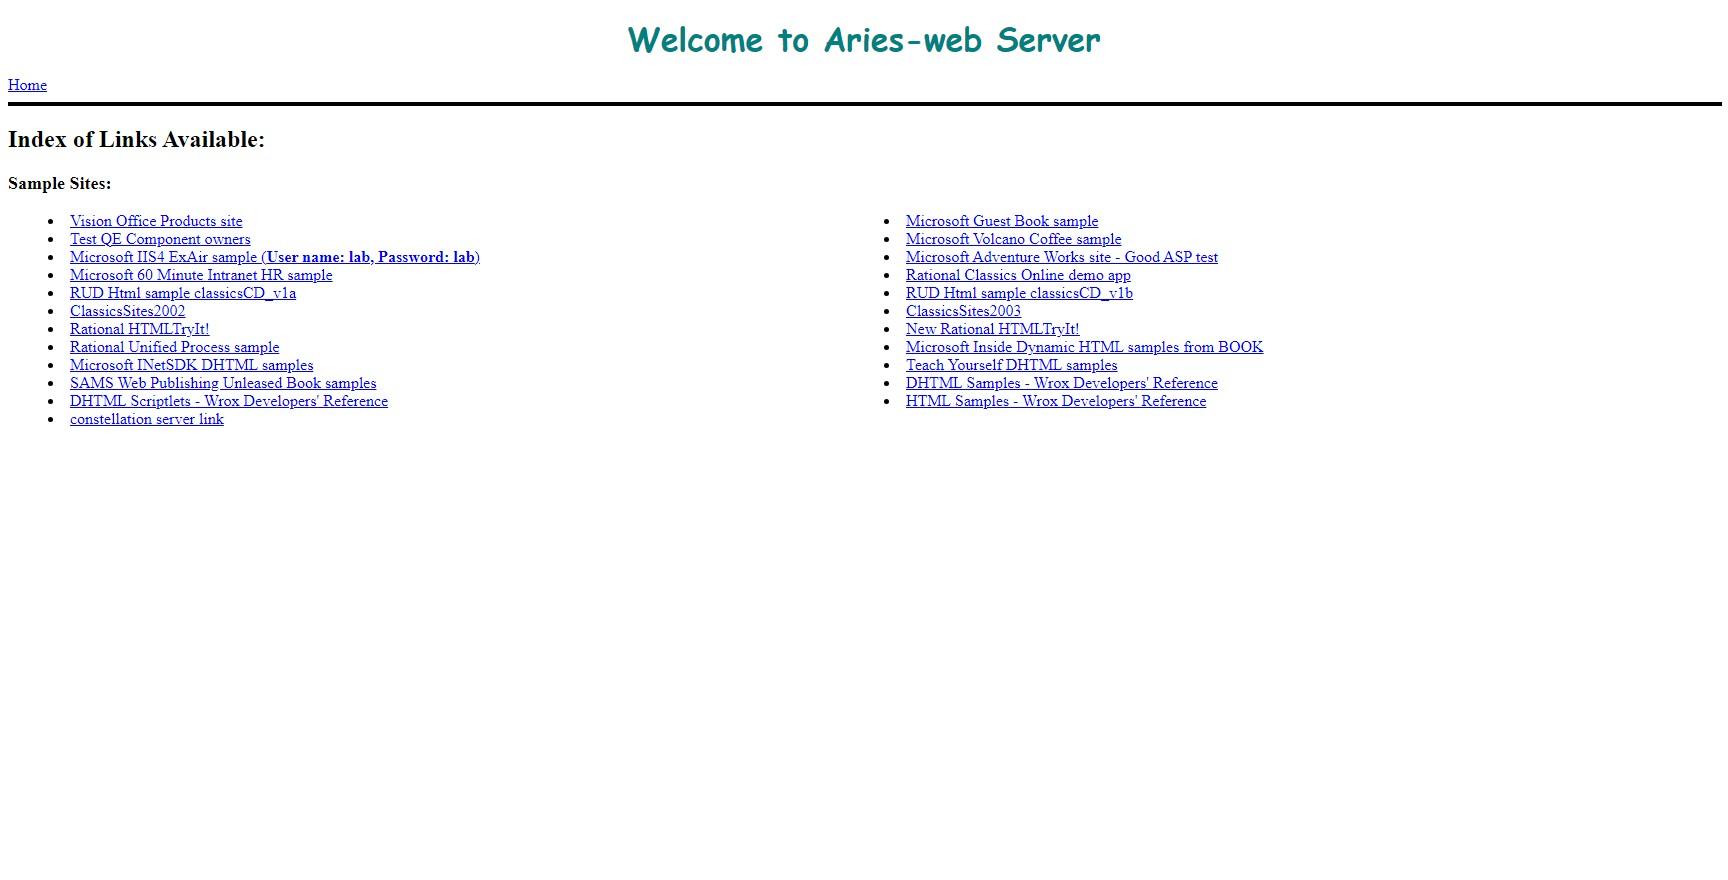 Welcome to Aries-web Server
Home
Index of Links Available:
Sample Sites:
Vision Office Products site
Test QE Component owners
Microsoft IIS4 ExAir sample (User name: lab, Password: lab)
Microsoft 60 Minute Intranet HR sample
RUD Html sample classicsCD_v1a
ClassicsSites2002
Rational HTMLTryIt!
Rational Unified Process sample
Microsoft INetSDK DHTML samples
SAMS Web Publishing Unleased Book samples
DHTML Scriptlets - Wrox Developers' Reference
constellation server link
Microsoft Guest Book sample
Microsoft Volcano Coffee sample
Microsoft Adventure Works site - Good ASP test
Rational Classics Online demo app
RUD Html sample classicsCD_v1b
ClassicsSites2003
New Rational HTMLTryIt!
Microsoft Inside Dynamic HTML samples from BOOK
Teach Yourself DHTML samples
DHTML Samples - Wrox Developers' Reference
HTML Samples - Wrox Developers' Reference